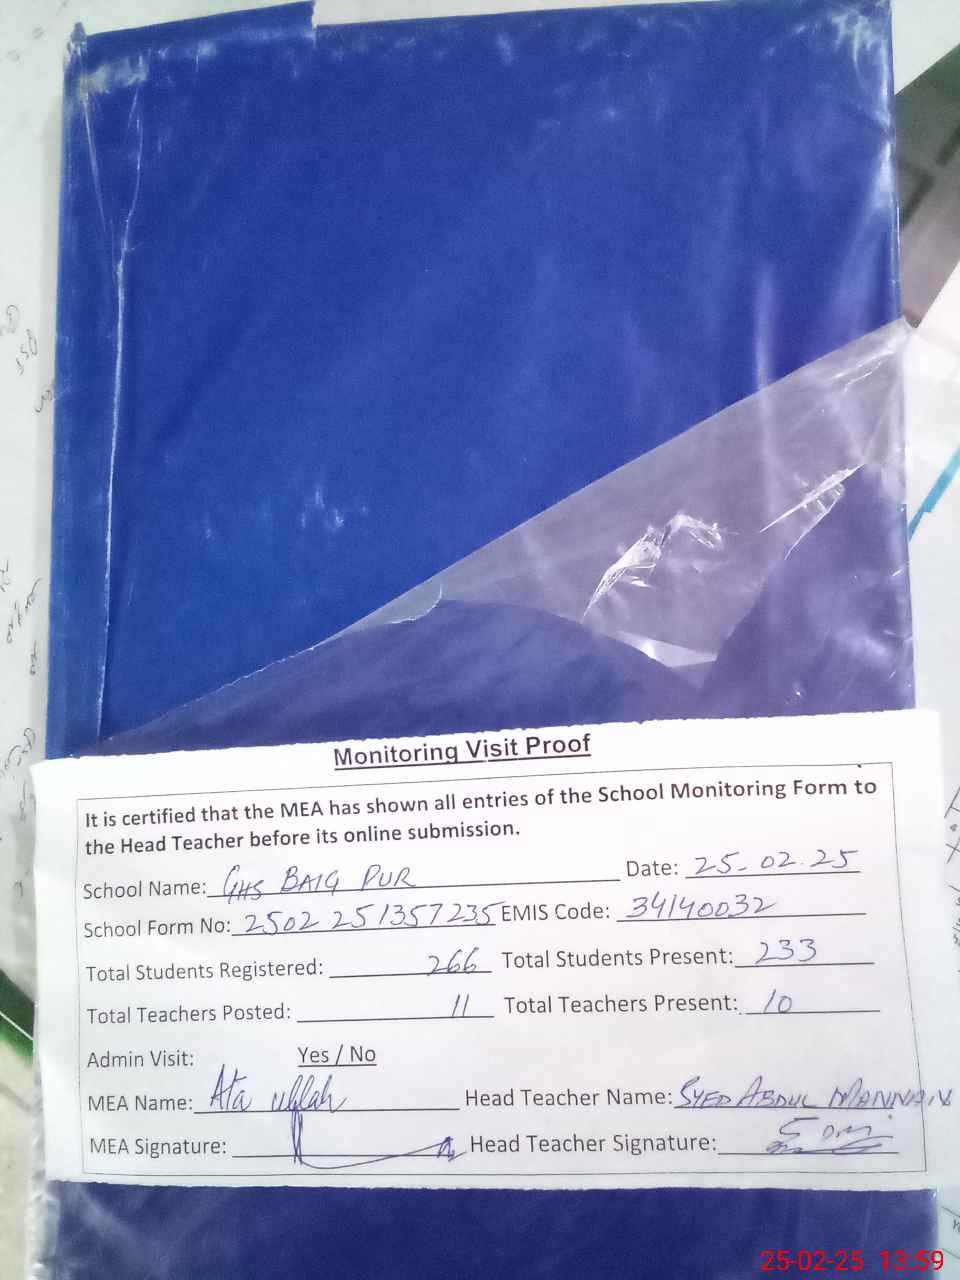 Monitoring Visit Proof
It is certified that the MEA has shown all entries of the School Monitoring Form to
the Head Teacher before its online submission.
School Name: GHS BAIG PUR Date: 25-02-25
School Form No: 2502 251357235 EMIS Code: 34140032
Total Students Registered: 266 Total Students Present: 233
Total Teachers Posted: 11 Total Teachers Present: 10
Admin Visit: Yes / No
MEA Name: Ata ullah Head Teacher Name: SYED ABDUL MANNAN
MEA Signature: Head Teacher Signature:
25-02-25 13:59